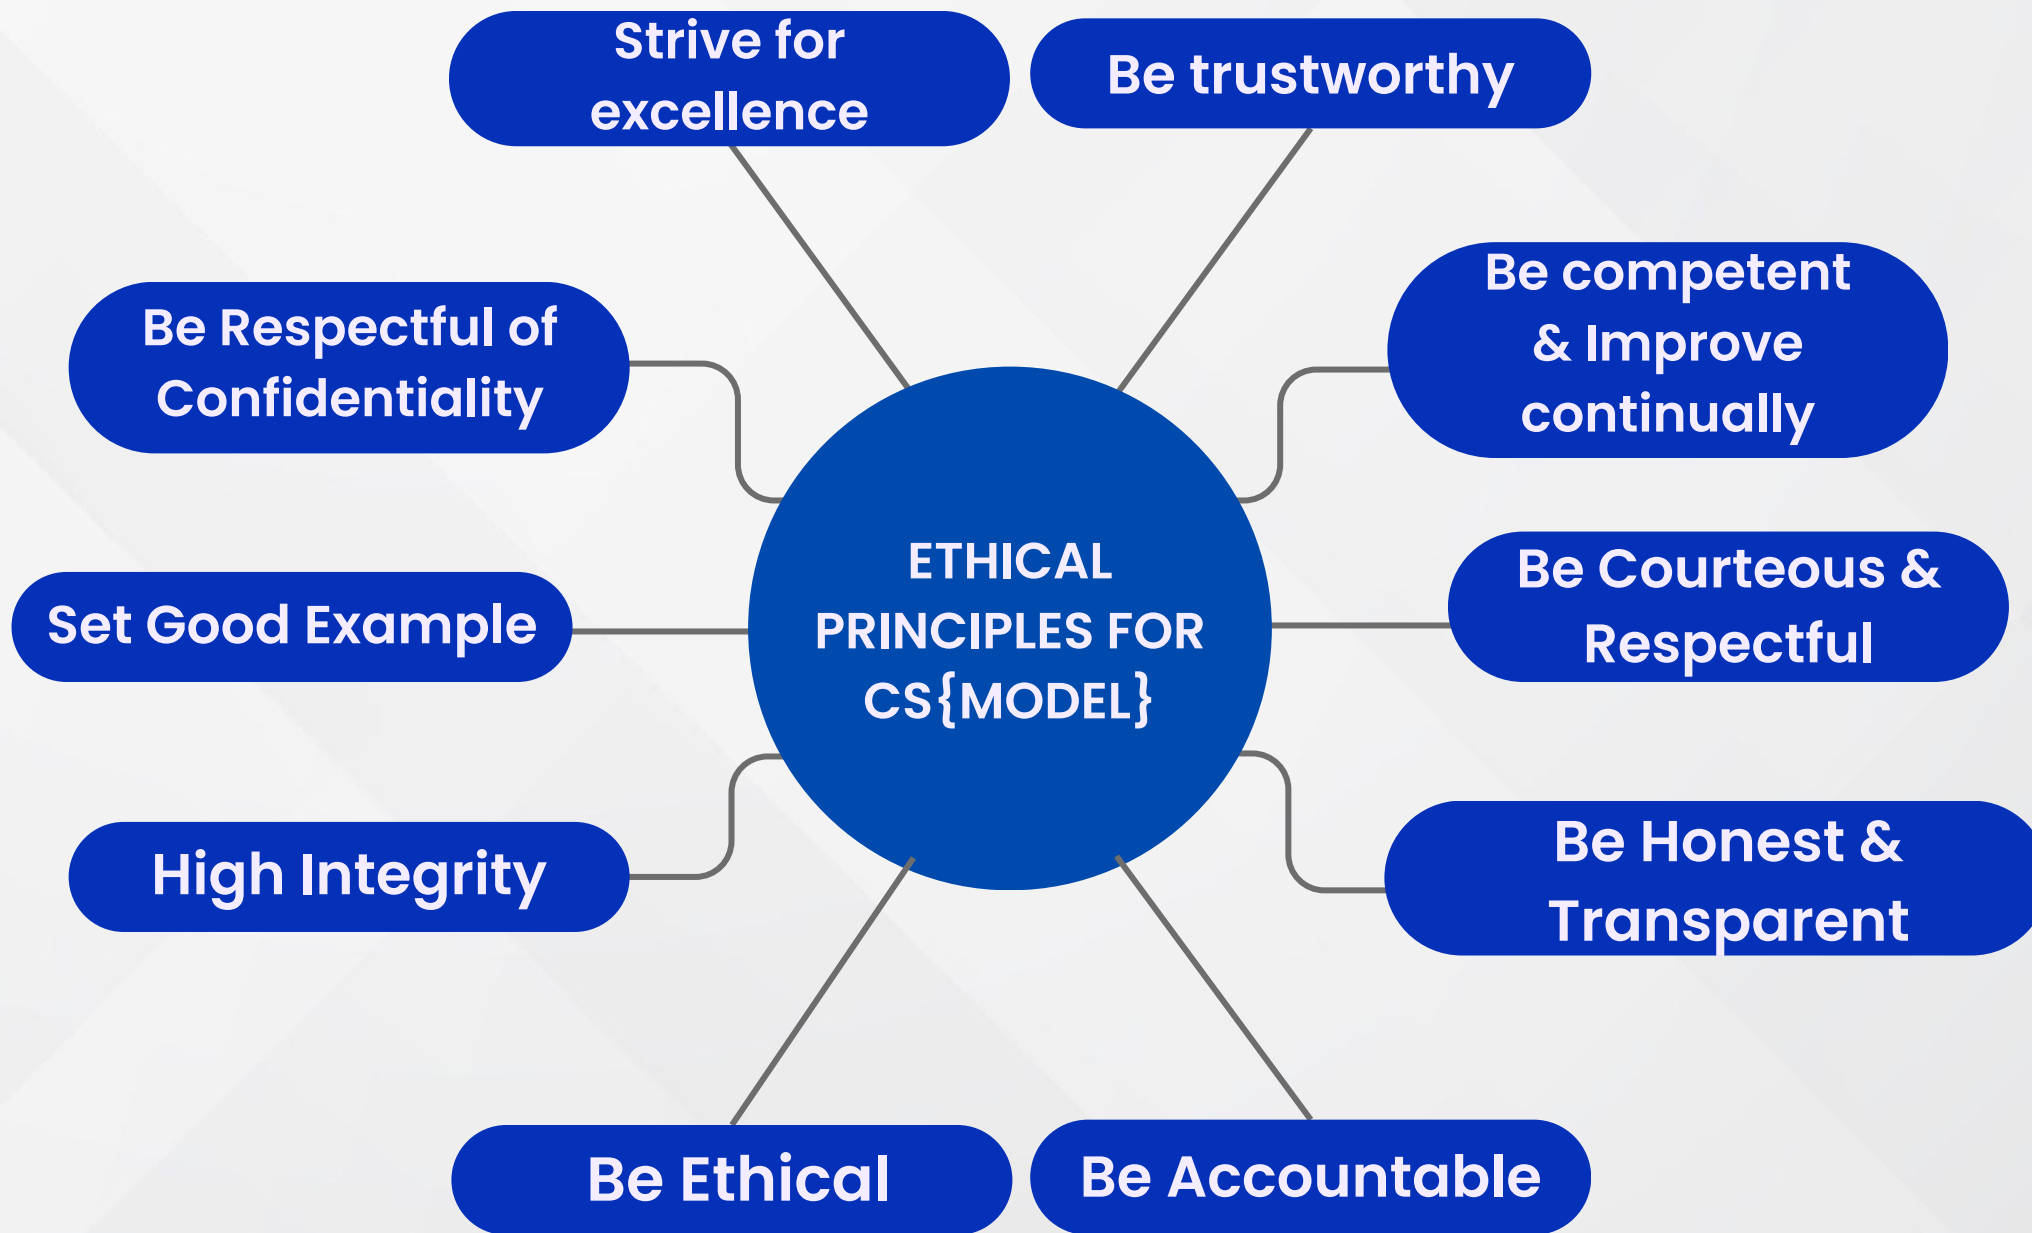 Strive for
excellence
Be trustworthy
Be Respectful of
Confidentiality
Be competent
& Improve
continually
ETHICAL
PRINCIPLES FOR
CS{MODEL}
Set Good Example
Be Courteous &
Respectful
High Integrity
Be Honest &
Transparent
Be Ethical
Be Accountable